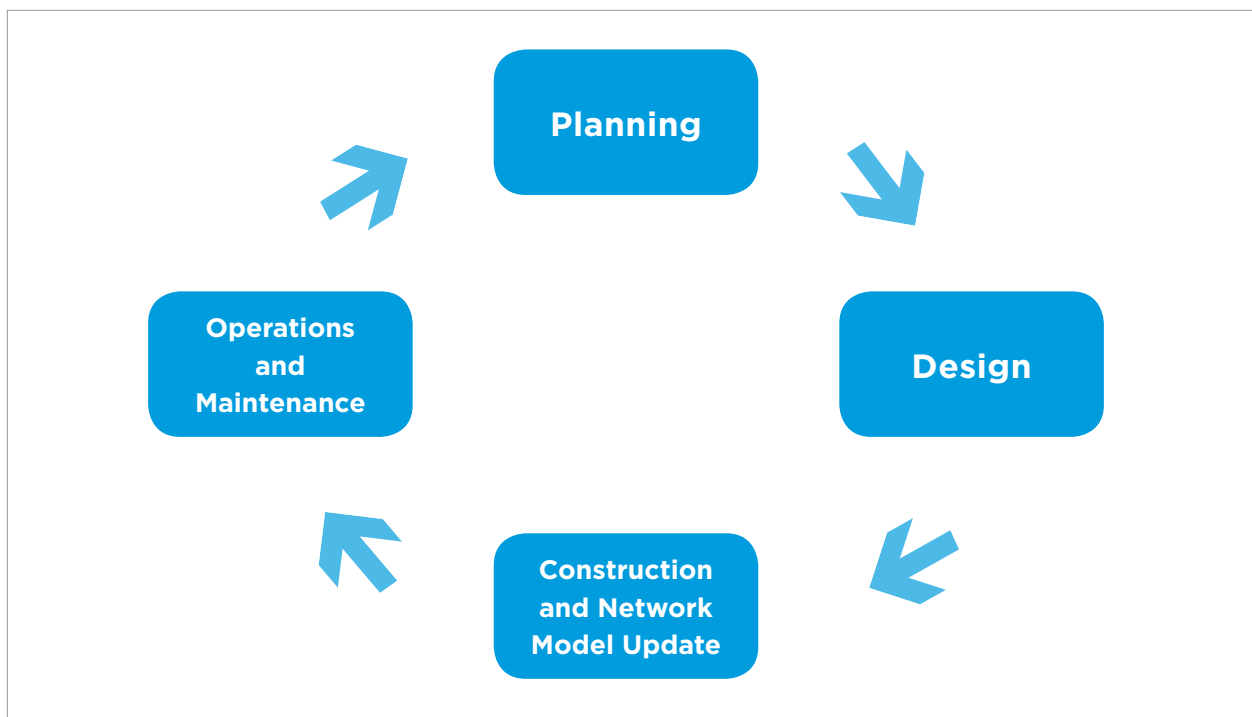 Planning
Design
Construction
and Network
Model Update
Operations
and
Maintenance